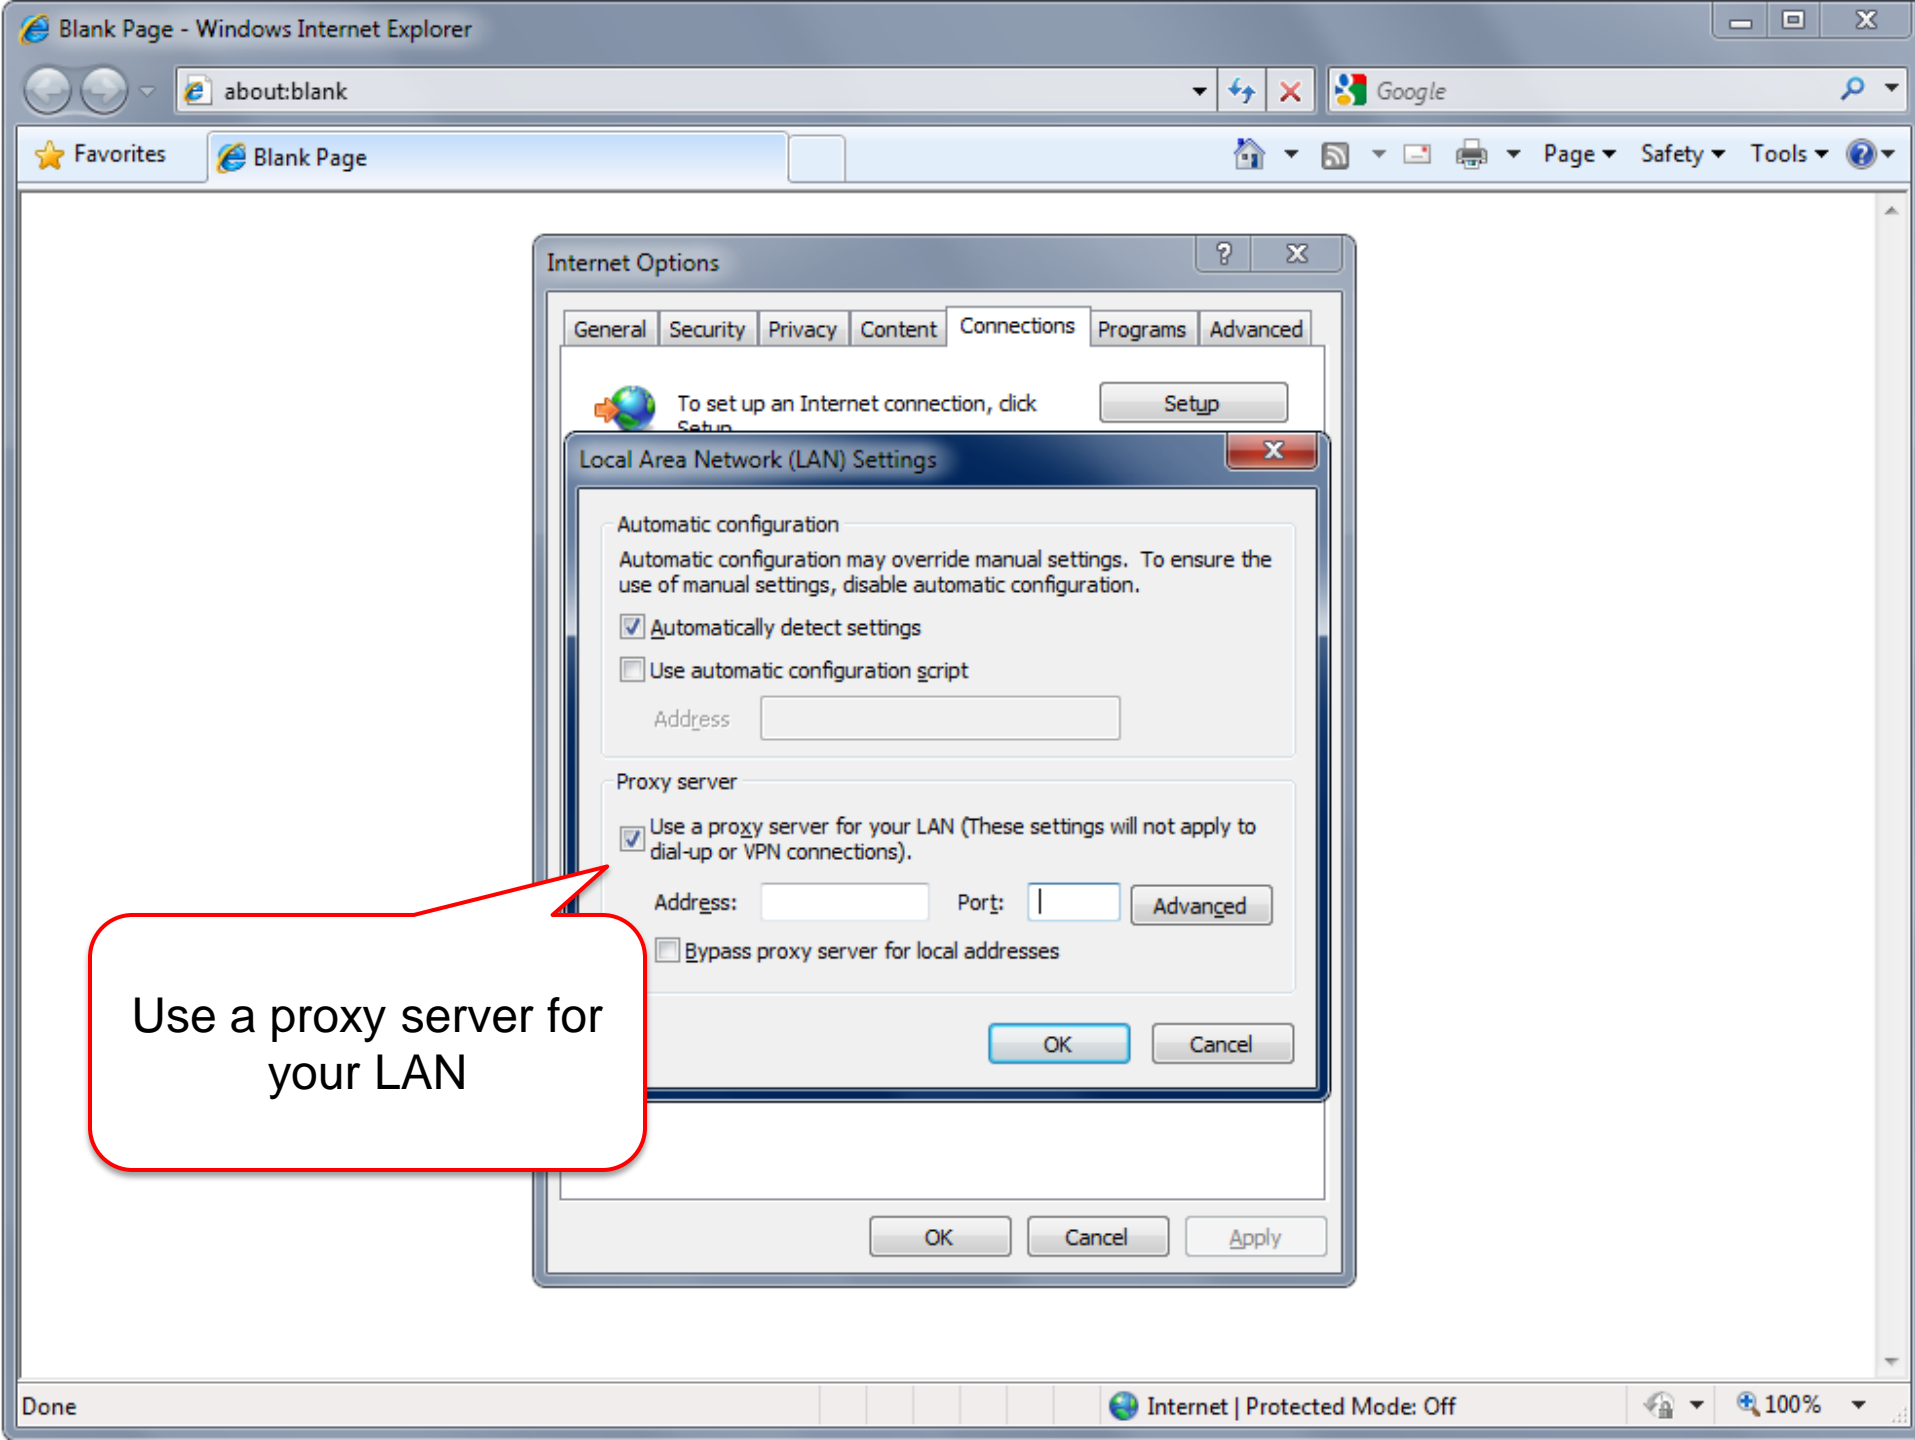 Blank Page - Windows Internet Explorer
about:blank
Google
Favorites
Blank Page
Page
Safety
Tools
Internet Options
General Security Privacy Content Connections Programs Advanced
To set up an Internet connection, click
Setup
Setup
Local Area Network (LAN) Settings
Automatic configuration
Automatic configuration may override manual settings. To ensure the
use of manual settings, disable automatic configuration.
Automatically detect settings
Use automatic configuration script
Address
Proxy server
Use a proxy server for your LAN (These settings will not apply to
dial-up or VPN connections).
Address:
Port:
Advanced
Bypass proxy server for local addresses
OK
Cancel
Use a proxy server for
your LAN
OK
Cancel
Apply
Done
Internet | Protected Mode: Off
100%